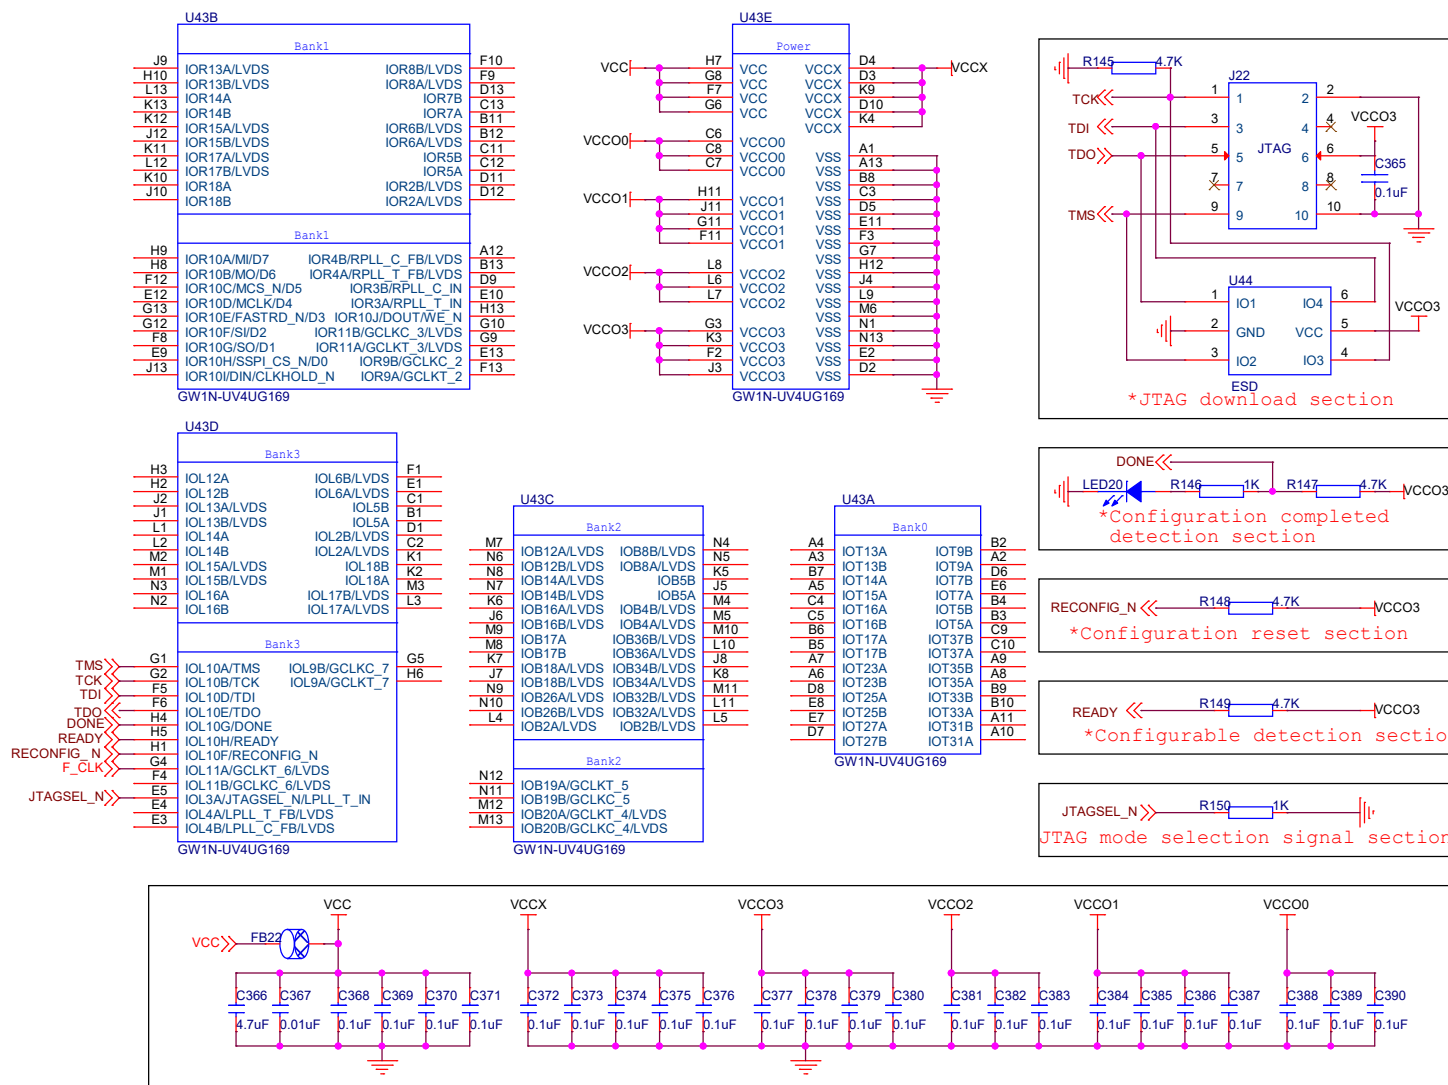 U43B
Bank1
J9 IOR13A/LVDS IOR8B/LVDS F10
H10 IOR13B/LVDS IOR8A/LVDS F9
L13 IOR14A IOR7B D13
K13 IOR14B IOR7A C13
K12 IOR15A/LVDS IOR6B/LVDS B11
J12 IOR15B/LVDS IOR6A/LVDS B12
K11 IOR17A/LVDS IOR5B C11
L12 IOR17B/LVDS IOR5A C12
K10 IOR18A IOR2B/LVDS D11
J10 IOR18B IOR2A/LVDS D12
Bank1
H9 IOR10A/MI/D7 IOR4B/RPLL_C_FB/LVDS A12
H8 IOR10B/MO/D6 IOR4A/RPLL_T_FB/LVDS B13
F12 IOR10C/MCS_N/D5 IOR3B/RPLL_C_IN D9
E12 IOR10D/MCLK/D4 IOR3A/RPLL_T_IN E10
G13 IOR10E/FASTRD_N/D3 IOR10J/DOUT/WE_N H13
G12 IOR10F/SI/D2 IOR11B/GCLKC_3/LVDS G10
F8 IOR10G/SO/D1 IOR11A/GCLKT_3/LVDS G9
E9 IOR10H/SSPI_CS_N/D0 IOR9B/GCLKC_2 E13
J13 IOR10I/DIN/CLKHOLD_N IOR9A/GCLKT_2 F13
GW1N-UV4UG169
U43E
Power
VCC H7 VCC VCCX D4 VCCX
G8 VCC VCCX D3
F7 VCC VCCX K9
G6 VCC VCCX D10
VCCX K4
VCCO0 C6 VCCO0 VSS A1
C8 VCCO0 VSS A13
C7 VCCO0 VSS B8
VSS C3
VCCO1 H11 VCCO1 VSS D5
J11 VCCO1 VSS E11
G11 VCCO1 VSS F3
F11 VCCO1 VSS G7
VSS H12
VCCO2 L8 VCCO2 VSS J4
L6 VCCO2 VSS L9
L7 VCCO2 VSS M6
VSS N1
VCCO3 G3 VCCO3 VSS N13
K3 VCCO3 VSS E2
F2 VCCO3 VSS D2
J3 VCCO3
GW1N-UV4UG169
R145 4.7K
J22
TCK 1 1 2 2
TDI 3 3 4 4 VCCO3
TDO 5 5 JTAG 6 6
C365
7 7 8 8 0.1uF
TMS 9 9 10 10
U44
1 IO1 IO4 6
2 GND VCC 5 VCCO3
3 IO2 IO3 4
ESD
*JTAG download section
DONE
LED20 R146 1K R147 4.7K VCCO3
*Configuration completed
detection section
RECONFIG_N R148 4.7K VCCO3
*Configuration reset section
READY R149 4.7K VCCO3
*Configurable detection sectio
JTAGSEL_N R150 1K
JTAG mode selection signal section
U43D
Bank3
H3 IOL12A IOL6B/LVDS F1
H2 IOL12B IOL6A/LVDS E1
J2 IOL13A/LVDS IOL5B C1
J1 IOL13B/LVDS IOL5A B1
L1 IOL14A IOL2B/LVDS D1
L2 IOL14B IOL2A/LVDS C2
M2 IOL15A/LVDS IOL18B K1
M1 IOL15B/LVDS IOL18A K2
N3 IOL16A IOL17B/LVDS M3
N2 IOL16B IOL17A/LVDS L3
Bank3
TMS G1 IOL10A/TMS IOL9B/GCLKC_7 G5
TCK G2 IOL10B/TCK IOL9A/GCLKT_7 H6
TDI F5 IOL10D/TDI
TDO F6 IOL10E/TDO
DONE H4 IOL10G/DONE
READY H5 IOL10H/READY
RECONFIG_N H1 IOL10F/RECONFIG_N
F_CLK G4 IOL11A/GCLKT_6/LVDS
F4 IOL11B/GCLKC_6/LVDS
JTAGSEL_N E5 IOL3A/JTAGSEL_N/LPLL_T_IN
E4 IOL4A/LPLL_T_FB/LVDS
E3 IOL4B/LPLL_C_FB/LVDS
GW1N-UV4UG169
U43C
Bank2
M7 IOB12A/LVDS IOB8B/LVDS N4
N6 IOB12B/LVDS IOB8A/LVDS N5
N8 IOB14A/LVDS IOB5B K5
N7 IOB14B/LVDS IOB5A J5
K6 IOB16A/LVDS IOB4B/LVDS M4
J6 IOB16B/LVDS IOB4A/LVDS M5
M9 IOB17A IOB36B/LVDS M10
M8 IOB17B IOB36A/LVDS L10
K7 IOB18A/LVDS IOB34B/LVDS J8
J7 IOB18B/LVDS IOB34A/LVDS K8
N9 IOB26A/LVDS IOB32B/LVDS M11
N10 IOB26B/LVDS IOB32A/LVDS L11
L4 IOB2A/LVDS IOB2B/LVDS L5
Bank2
N12 IOB19A/GCLKT_5
N11 IOB19B/GCLKC_5
M12 IOB20A/GCLKT_4/LVDS
M13 IOB20B/GCLKC_4/LVDS
GW1N-UV4UG169
U43A
Bank0
A4 IOT13A IOT9B B2
A3 IOT13B IOT9A A2
B7 IOT14A IOT7B D6
A5 IOT15A IOT7A E6
C4 IOT16A IOT5B B4
C5 IOT16B IOT5A B3
B6 IOT17A IOT37B C9
B5 IOT17B IOT37A C10
A7 IOT23A IOT35B A9
A6 IOT23B IOT35A A8
D8 IOT25A IOT33B B9
E8 IOT25B IOT33A B10
E7 IOT27A IOT31B A11
D7 IOT27B IOT31A A10
GW1N-UV4UG169
VCC VCCX VCCO3 VCCO2 VCCO1 VCCO0
VCC FB22
C366 C367 C368 C369 C370 C371 C372 C373 C374 C375 C376 C377 C378 C379 C380 C381 C382 C383 C384 C385 C386 C387 C388 C389 C390
4.7uF 0.01uF 0.1uF 0.1uF 0.1uF 0.1uF 0.1uF 0.1uF 0.1uF 0.1uF 0.1uF 0.1uF 0.1uF 0.1uF 0.1uF 0.1uF 0.1uF 0.1uF 0.1uF 0.1uF 0.1uF 0.1uF 0.1uF 0.1uF 0.1uF